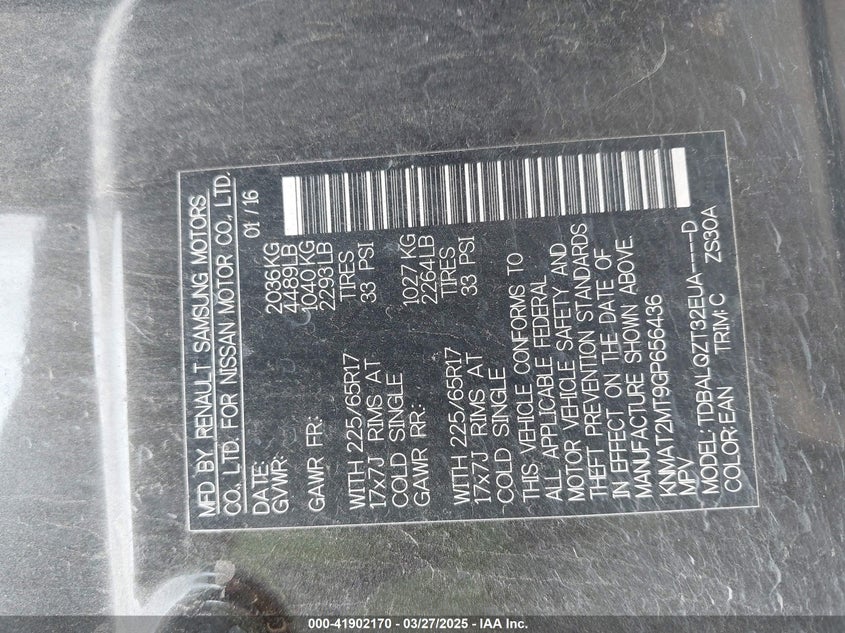 MFD BY RENAULT SAMSUNG MOTORS
CO., LTD. FOR NISSAN MOTOR CO., LTD.
DATE: 01 / 16
GVWR: 2036KG
4489LB
GAWR FR: 1040 KG
2293LB
WITH 225/65R17 TIRES
17x7J RIMS AT 33 PSI
COLD SINGLE
GAWR RR: 1027 KG
2264LB
WITH 225/65R17 TIRES
17x7J RIMS AT 33 PSI
COLD SINGLE
THIS VEHICLE CONFORMS TO
ALL APPLICABLE FEDERAL
MOTOR VEHICLE SAFETY AND
THEFT PREVENTION STANDARDS
IN EFFECT ON THE DATE OF
MANUFACTURE SHOWN ABOVE.
KNMAT2MT9GP656436
MPV
MODEL: TDBALQZT32EUA----D
COLOR:EAN TRIM:C ZS30A
000-41902170 - 03/27/2025 - IAA Inc.